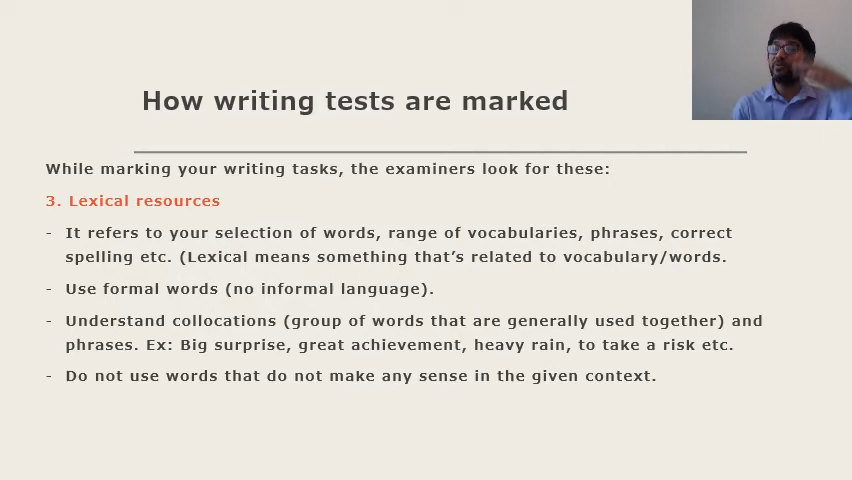 How writing tests are marked
While marking your writing tasks, the examiners look for these:
3. Lexical resources
- It refers to your selection of words, range of vocabularies, phrases, correct
spelling etc. (Lexical means something that’s related to vocabulary/words.
- Use formal words (no informal language).
- Understand collocations (group of words that are generally used together) and
phrases. Ex: Big surprise, great achievement, heavy rain, to take a risk etc.
- Do not use words that do not make any sense in the given context.